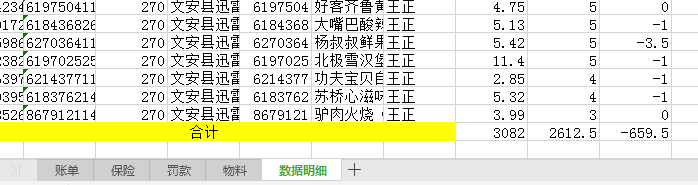 4234 619750411 270 文安县迅雷 6197504 好客齐鲁黄 王正 4.75 5 0
0172 618436826 270 文安县迅雷 6184368 大嘴巴酸辣 王正 5.13 5 -1
5986 627036411 270 文安县迅雷 6270364 杨叔叔鲜果 王正 5.42 5 -3.5
2382 619702525 270 文安县迅雷 6197025 北极雪汉堡 王正 11.4 5 -1
6397 621437711 270 文安县迅雷 6214377 功夫宝贝自 王正 2.85 4 -1
0395 618376214 270 文安县迅雷 6183762 苏桥心滋味 王正 5.32 4 -1
8526 867912114 270 文安县迅雷 8679121 驴肉火烧 王正 3.99 3 0
合计 3082 2612.5 -659.5
账单 保险 罚款 物料 数据明细